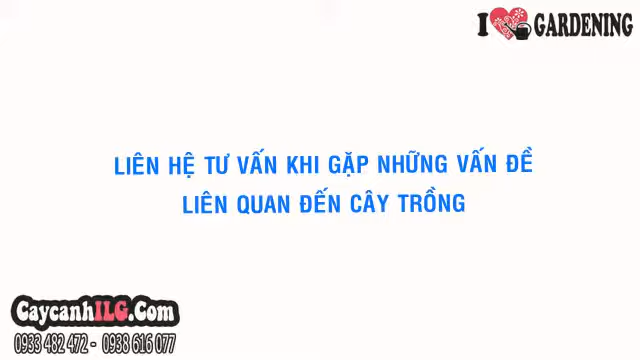 I GARDENING
LIÊN HỆ TƯ VẤN KHI GẶP NHỮNG VẤN ĐỀ
LIÊN QUAN ĐẾN CÂY TRỒNG
CaycanhILG.Com
0933 482 472 - 0938 616 077